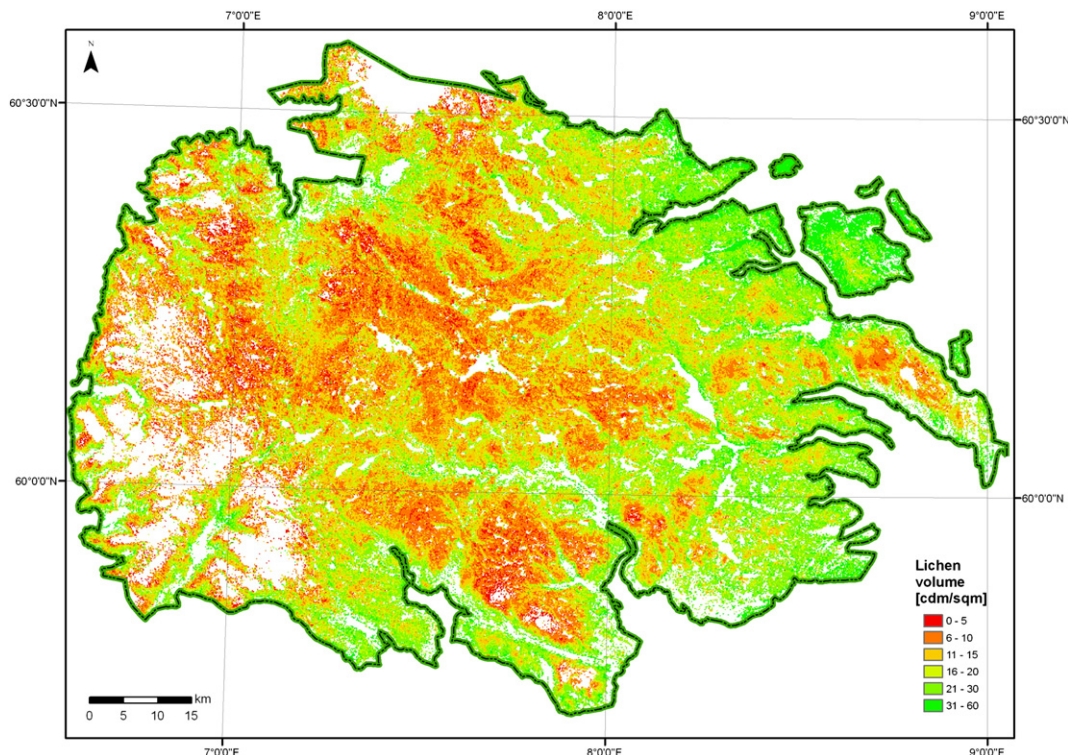 7°0'0"E 8°0'0"E 9°0'0"E
N
60°30'0"N 60°30'0"N
60°0'0"N 60°0'0"N
Lichen
volume
[cdm/sqm]
0 - 5
6 - 10
11 - 15
16 - 20
21 - 30
31 - 60
km
0 5 10 15
7°0'0"E 8°0'0"E 9°0'0"E